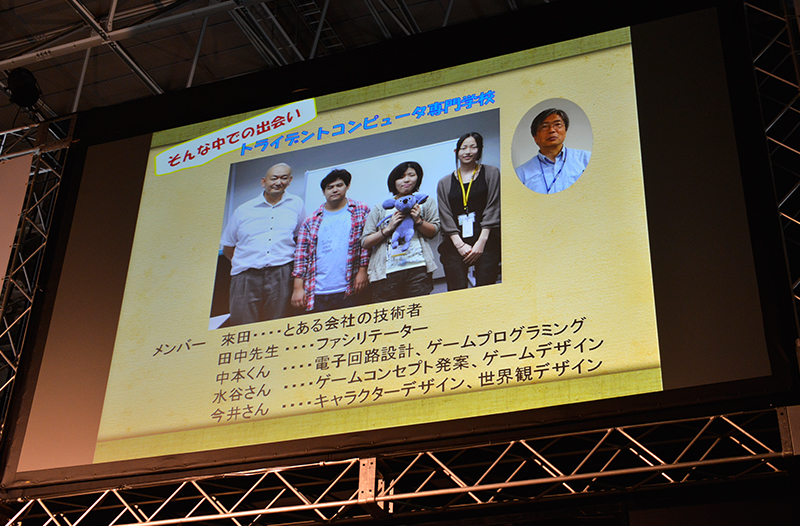 そんな中での出会い
トライデントコンピュータ専門学校
メンバー 來田････とある会社の技術者
田中先生 ････ファシリテーター
中本くん ････電子回路設計、ゲームプログラミング
水谷さん ････ゲームコンセプト発案、ゲームデザイン
今井さん ････キャラクターデザイン、世界観デザイン